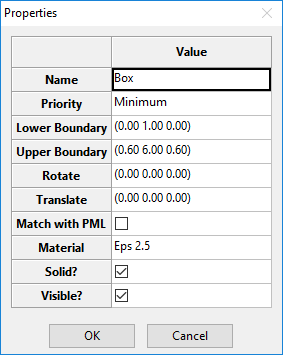 Properties
Value
Name Box
Priority Minimum
Lower Boundary (0.00 1.00 0.00)
Upper Boundary (0.60 6.00 0.60)
Rotate (0.00 0.00 0.00)
Translate (0.00 0.00 0.00)
Match with PML
Material Eps 2.5
Solid?
Visible?
OK Cancel